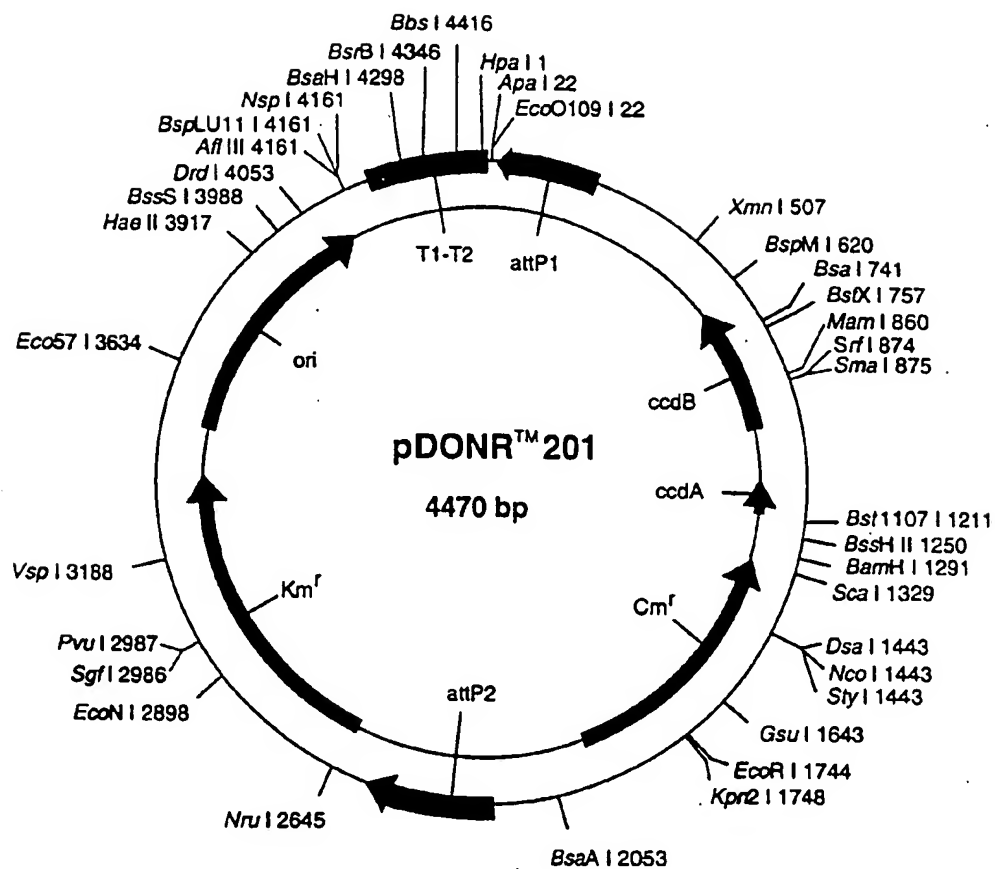 Bbs I 4416
BsrB I 4346
BsaH I 4298
Nsp I 4161
BspLU11 I 4161
Afl III 4161
Drd I 4053
BssS I 3988
Hae II 3917
Eco57 I 3634
Vsp I 3188
Pvu I 2987
Sgf I 2986
EcoN I 2898
Nru I 2645
Hpa I 1
Apa I 22
EcoO109 I 22
Xmn I 507
BspM I 620
Bsa I 741
BstX I 757
Mam I 860
Srf I 874
Sma I 875
Bst1107 I 1211
BssH II 1250
BamH I 1291
Sca I 1329
Dsa I 1443
Nco I 1443
Sty I 1443
Gsu I 1643
EcoR I 1744
Kpn2 I 1748
BsaA I 2053
T1-T2
attP1
ori
ccdB
ccdA
Cmr
Kmr
attP2
pDONR™ 201
4470 bp